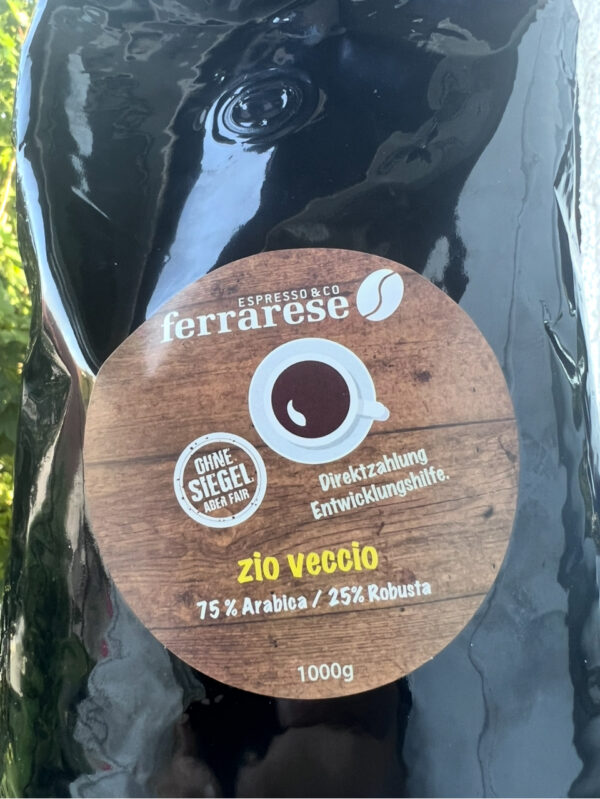 ESPRESSO & CO
ferrarese
OHNE
SIEGEL
ABER FAIR
Direktzahlung
Entwicklungshilfe.
zio veccio
75 % Arabica / 25% Robusta
1000g